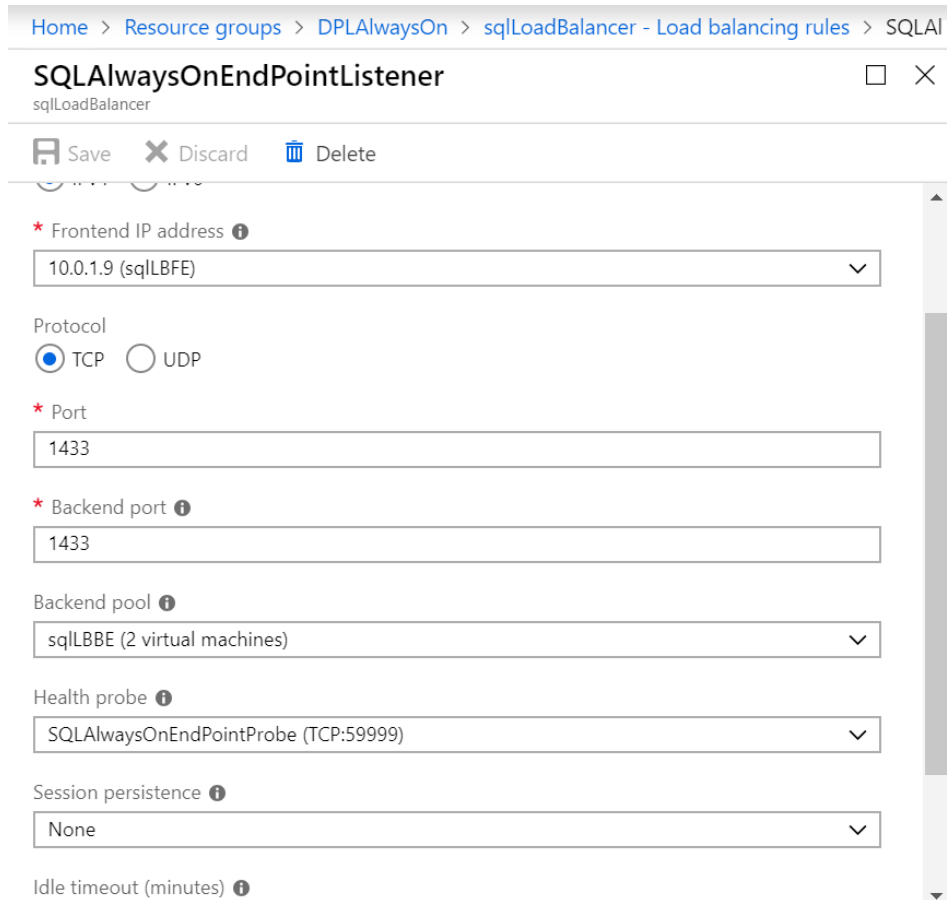 Home > Resource groups > DPLAlwaysOn > sqlLoadBalancer - Load balancing rules > SQLAl
SQLAlwaysOnEndPointListener
sqlLoadBalancer
Save Discard Delete
* Frontend IP address
10.0.1.9 (sqlLBFE)
Protocol
TCP UDP
* Port
1433
* Backend port
1433
Backend pool
sqlLBBE (2 virtual machines)
Health probe
SQLAlwaysOnEndPointProbe (TCP:59999)
Session persistence
None
Idle timeout (minutes)